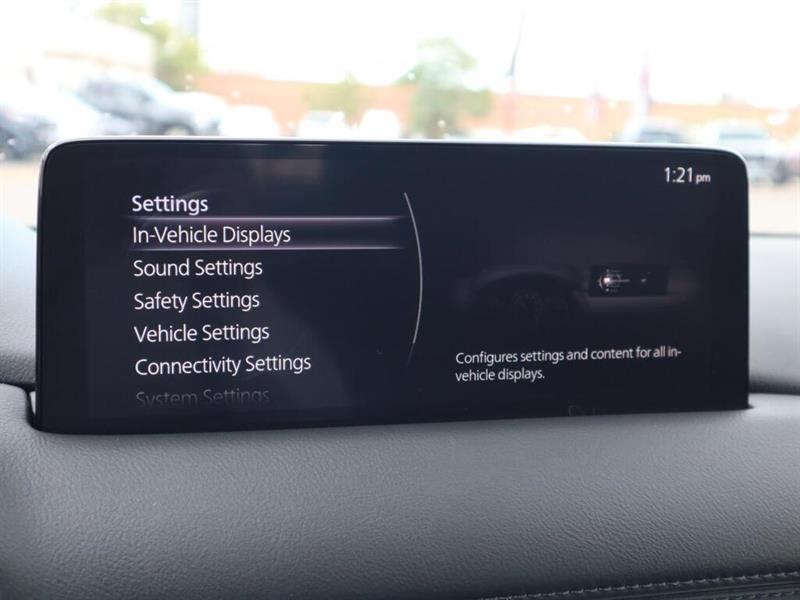 1:21 pm
Settings
In-Vehicle Displays
Sound Settings
Safety Settings
Vehicle Settings
Connectivity Settings
System Settings
Configures settings and content for all in-
vehicle displays.